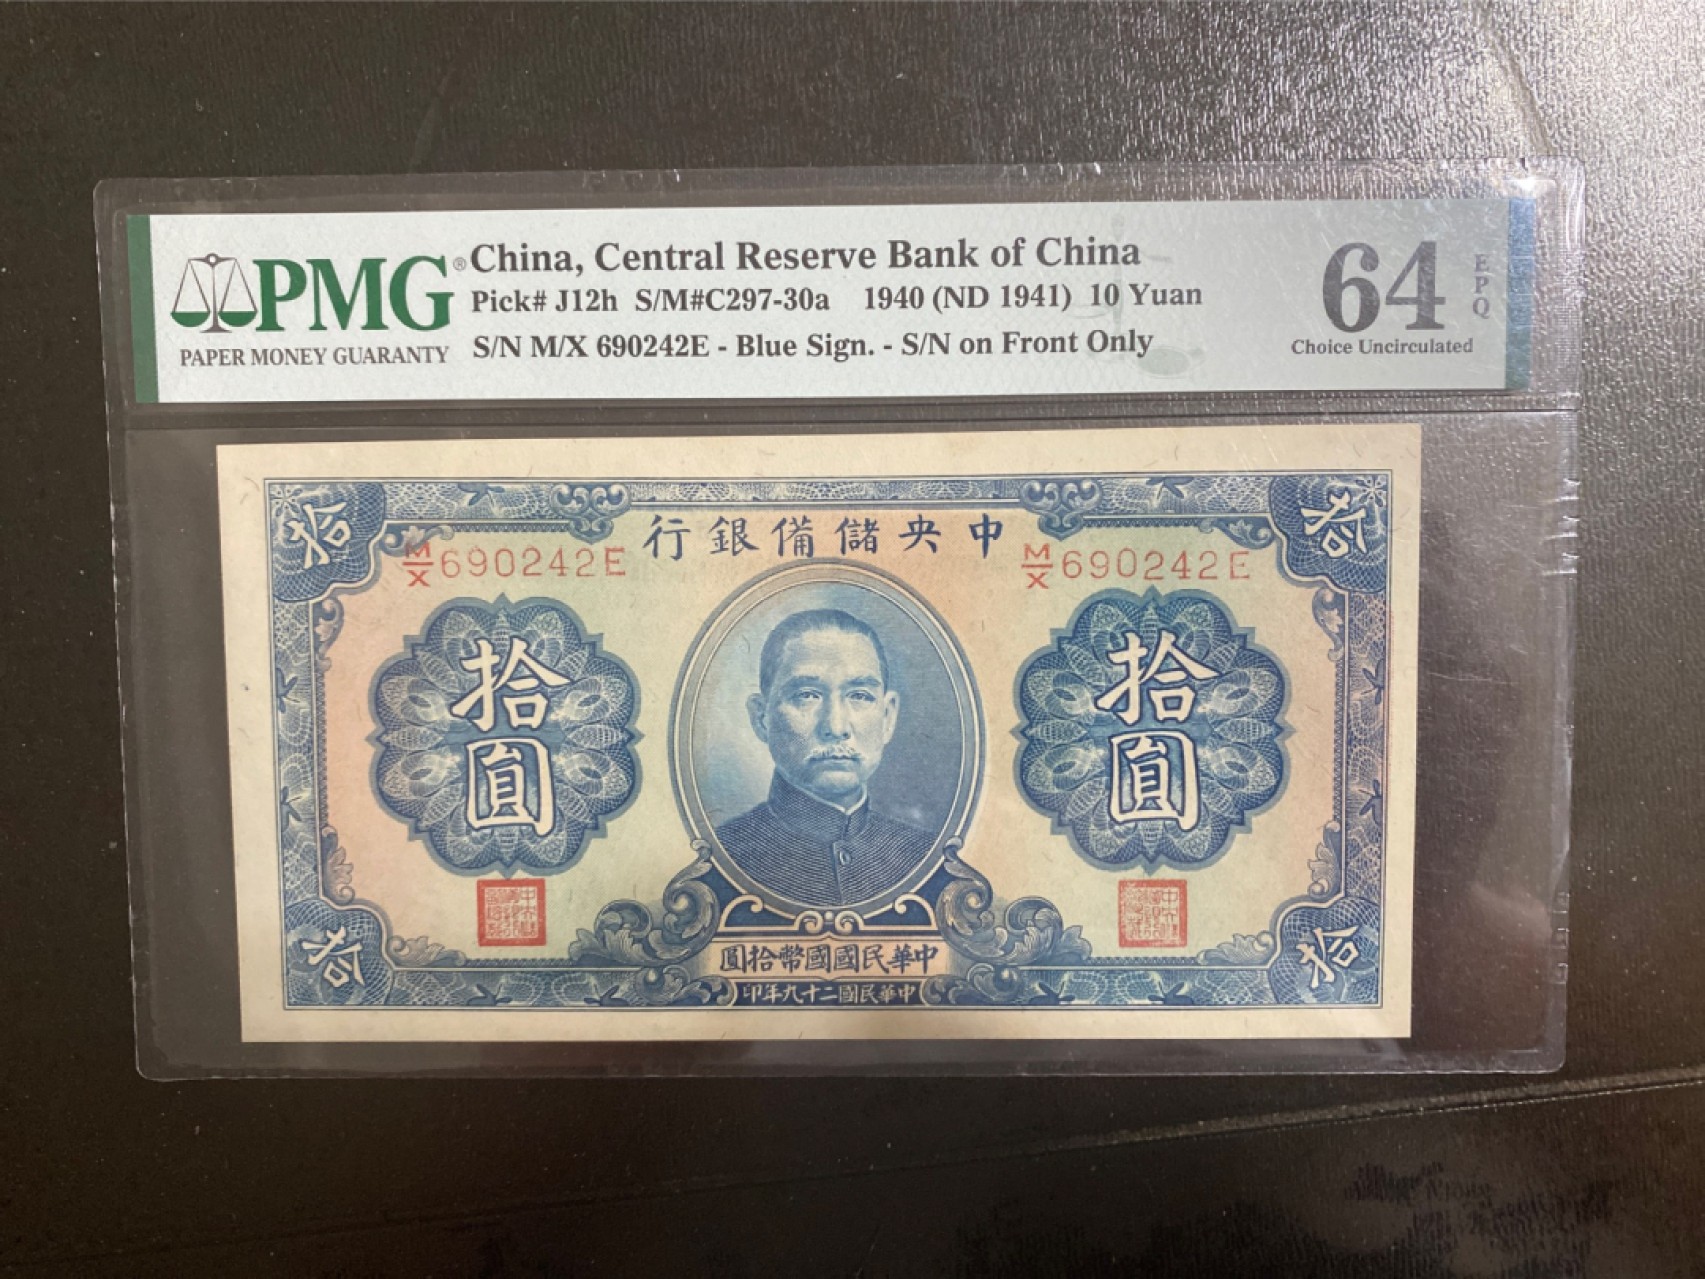 PMG® China, Central Reserve Bank of China
Pick# J12h S/M#C297-30a 1940 (ND 1941) 10 Yuan
S/N M/X 690242E - Blue Sign. - S/N on Front Only
PAPER MONEY GUARANTY
64 EPQ
Choice Uncirculated
拾
行銀備儲央中
拾
M/X 690242E
M/X 690242E
拾圓
拾圓
圓拾幣國國民華中
印年九十二國民華中
拾
拾